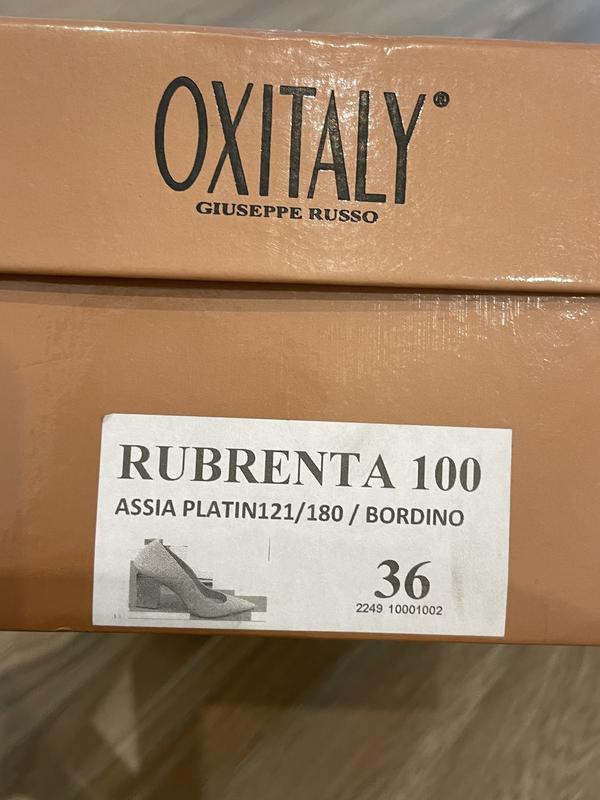 OXITALY®
GIUSEPPE RUSSO
RUBRENTA 100
ASSIA PLATIN121/180 / BORDINO
36
2249 10001002